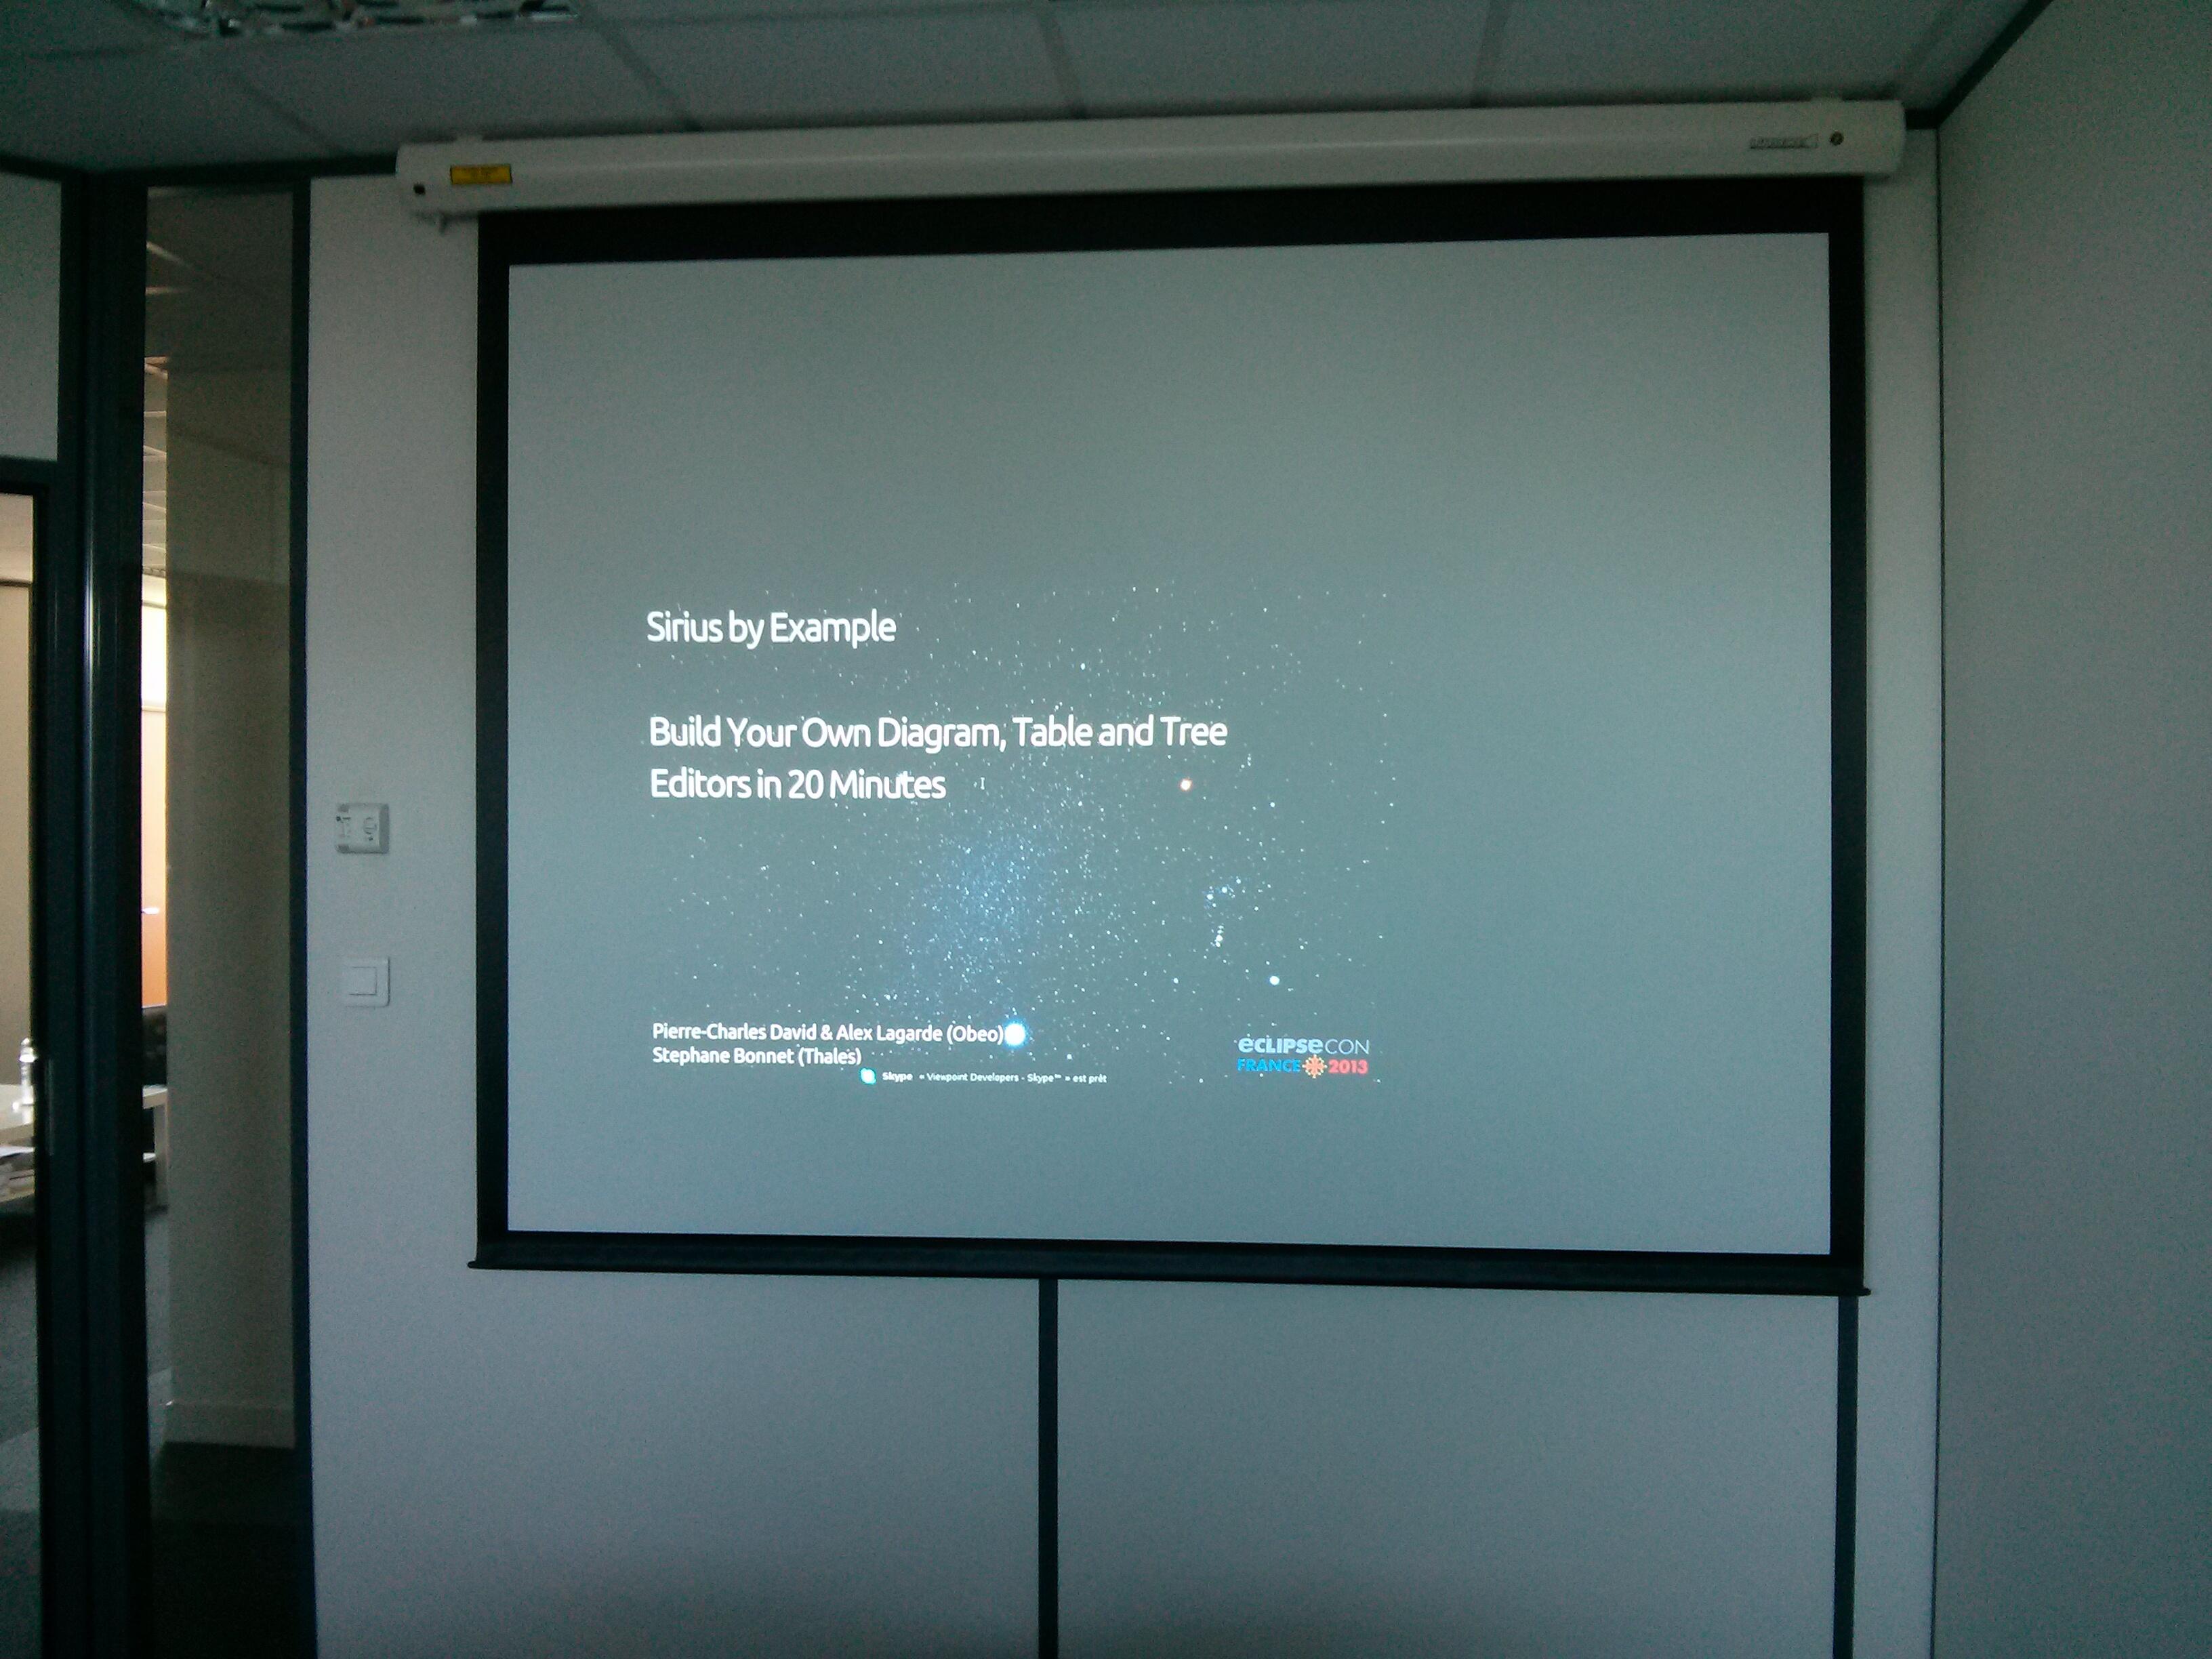 Sirius by Example
Build Your Own Diagram, Table and Tree
Editors in 20 Minutes
Pierre-Charles David & Alex Lagarde (Obeo)
Stephane Bonnet (Thales)
Skype « Viewpoint Developers - Skype™ » est prêt
eclipsecon
FRANCE 2013